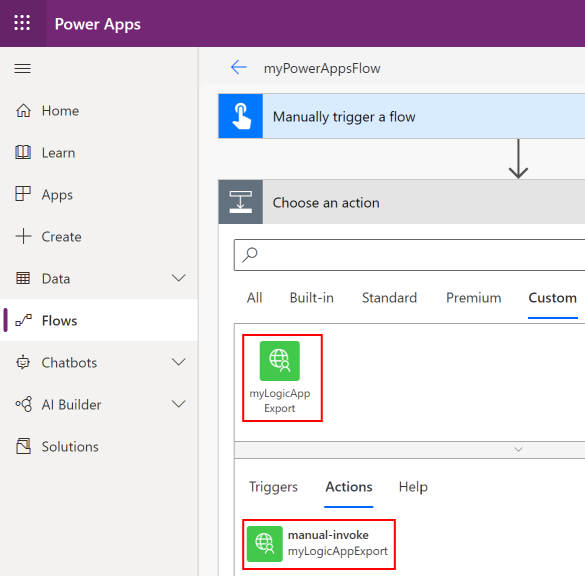 Power Apps
myPowerAppsFlow
Home
Learn
Apps
Create
Data
Flows
Chatbots
AI Builder
Solutions
Manually trigger a flow
Choose an action
All Built-in Standard Premium Custom
myLogicApp
Export
Triggers Actions Help
manual-invoke
myLogicAppExport